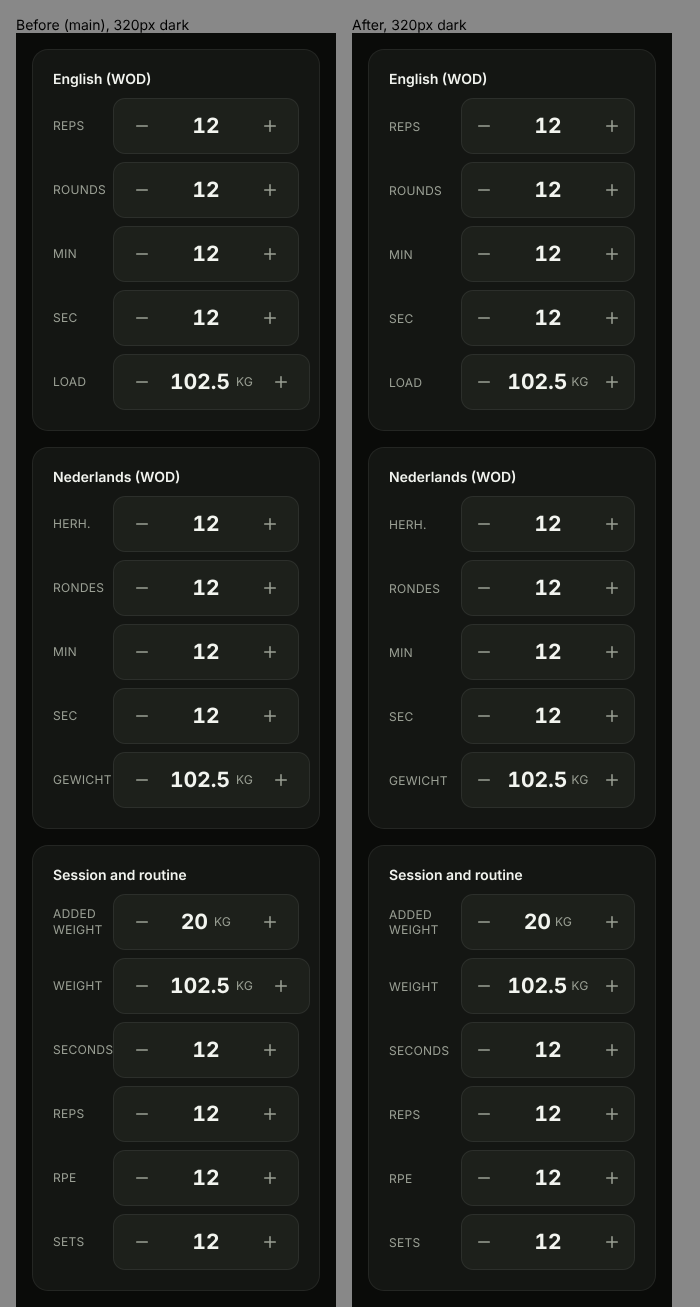 Before (main), 320px dark
English (WOD)
REPS − 12 +
ROUNDS − 12 +
MIN − 12 +
SEC − 12 +
LOAD − 102.5 KG +
Nederlands (WOD)
HERH. − 12 +
RONDES − 12 +
MIN − 12 +
SEC − 12 +
GEWICHT − 102.5 KG +
Session and routine
ADDED
WEIGHT − 20 KG +
WEIGHT − 102.5 KG +
SECONDS − 12 +
REPS − 12 +
RPE − 12 +
SETS − 12 +
After, 320px dark
English (WOD)
REPS − 12 +
ROUNDS − 12 +
MIN − 12 +
SEC − 12 +
LOAD − 102.5 KG +
Nederlands (WOD)
HERH. − 12 +
RONDES − 12 +
MIN − 12 +
SEC − 12 +
GEWICHT − 102.5 KG +
Session and routine
ADDED
WEIGHT − 20 KG +
WEIGHT − 102.5 KG +
SECONDS − 12 +
REPS − 12 +
RPE − 12 +
SETS − 12 +